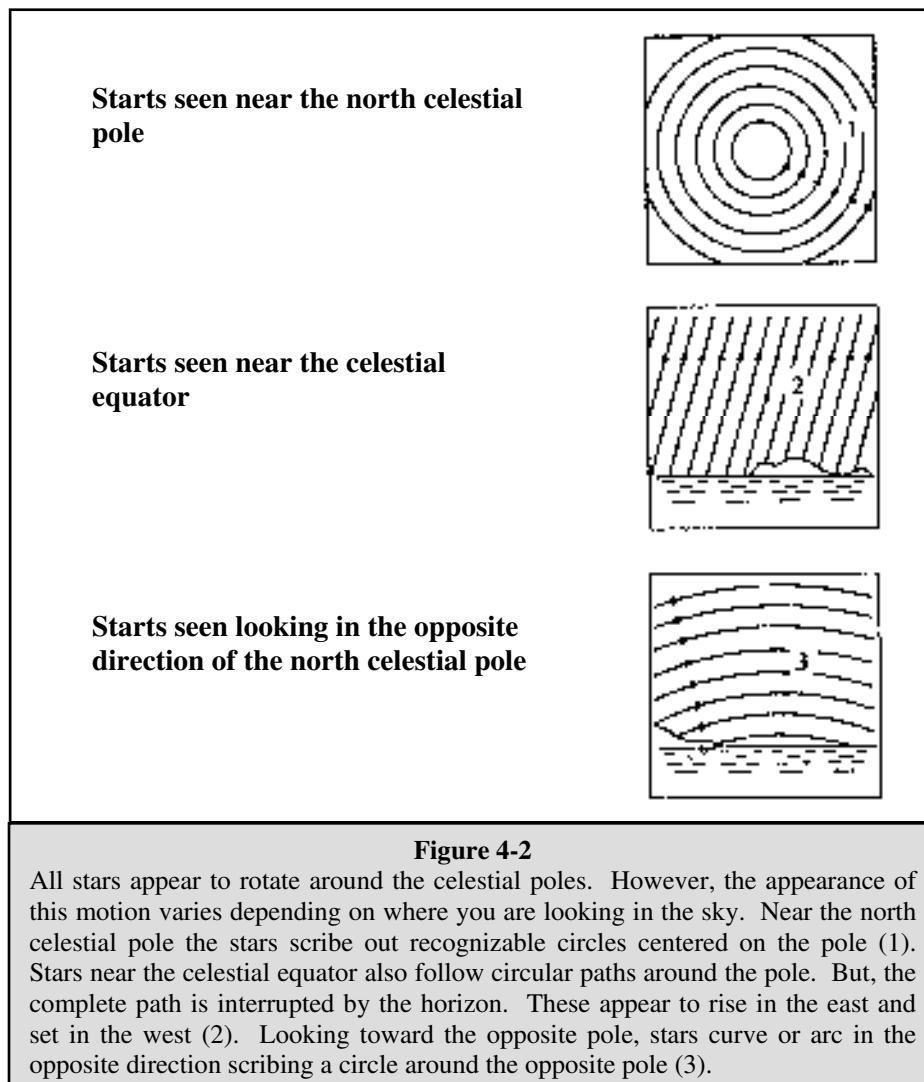 Starts seen near the north celestial
pole
1
Starts seen near the celestial
equator
2
Starts seen looking in the opposite
direction of the north celestial pole
3
Figure 4-2
All stars appear to rotate around the celestial poles. However, the appearance of
this motion varies depending on where you are looking in the sky. Near the north
celestial pole the stars scribe out recognizable circles centered on the pole (1).
Stars near the celestial equator also follow circular paths around the pole. But, the
complete path is interrupted by the horizon. These appear to rise in the east and
set in the west (2). Looking toward the opposite pole, stars curve or arc in the
opposite direction scribing a circle around the opposite pole (3).